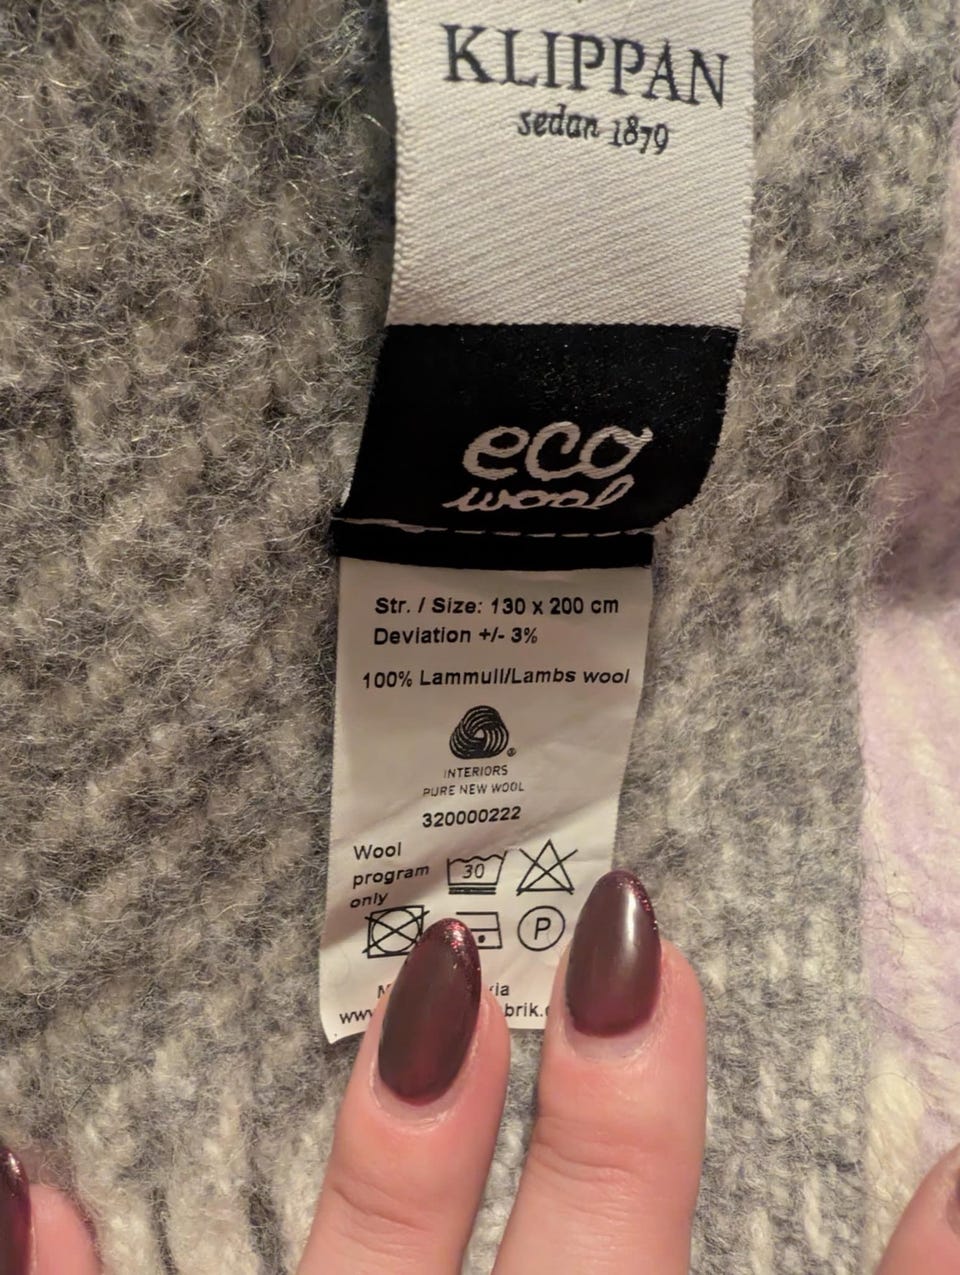 KLIPPAN
sedan 1879
eco
wool
Str. / Size: 130 x 200 cm
Deviation +/- 3%
100% Lammull/Lambs wool
®
INTERIORS
PURE NEW WOOL
320000222
Wool
program
only
30
P